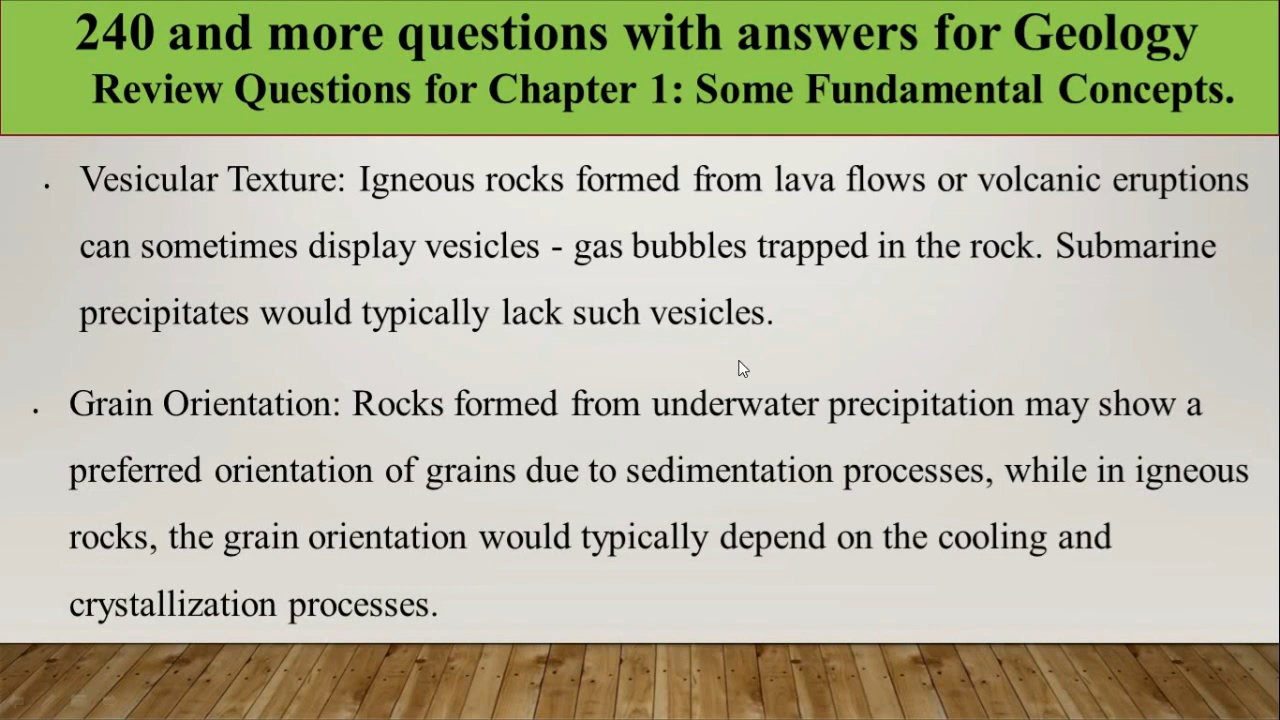 240 and more questions with answers for Geology
Review Questions for Chapter 1: Some Fundamental Concepts.
• Vesicular Texture: Igneous rocks formed from lava flows or volcanic eruptions
can sometimes display vesicles - gas bubbles trapped in the rock. Submarine
precipitates would typically lack such vesicles.
• Grain Orientation: Rocks formed from underwater precipitation may show a
preferred orientation of grains due to sedimentation processes, while in igneous
rocks, the grain orientation would typically depend on the cooling and
crystallization processes.